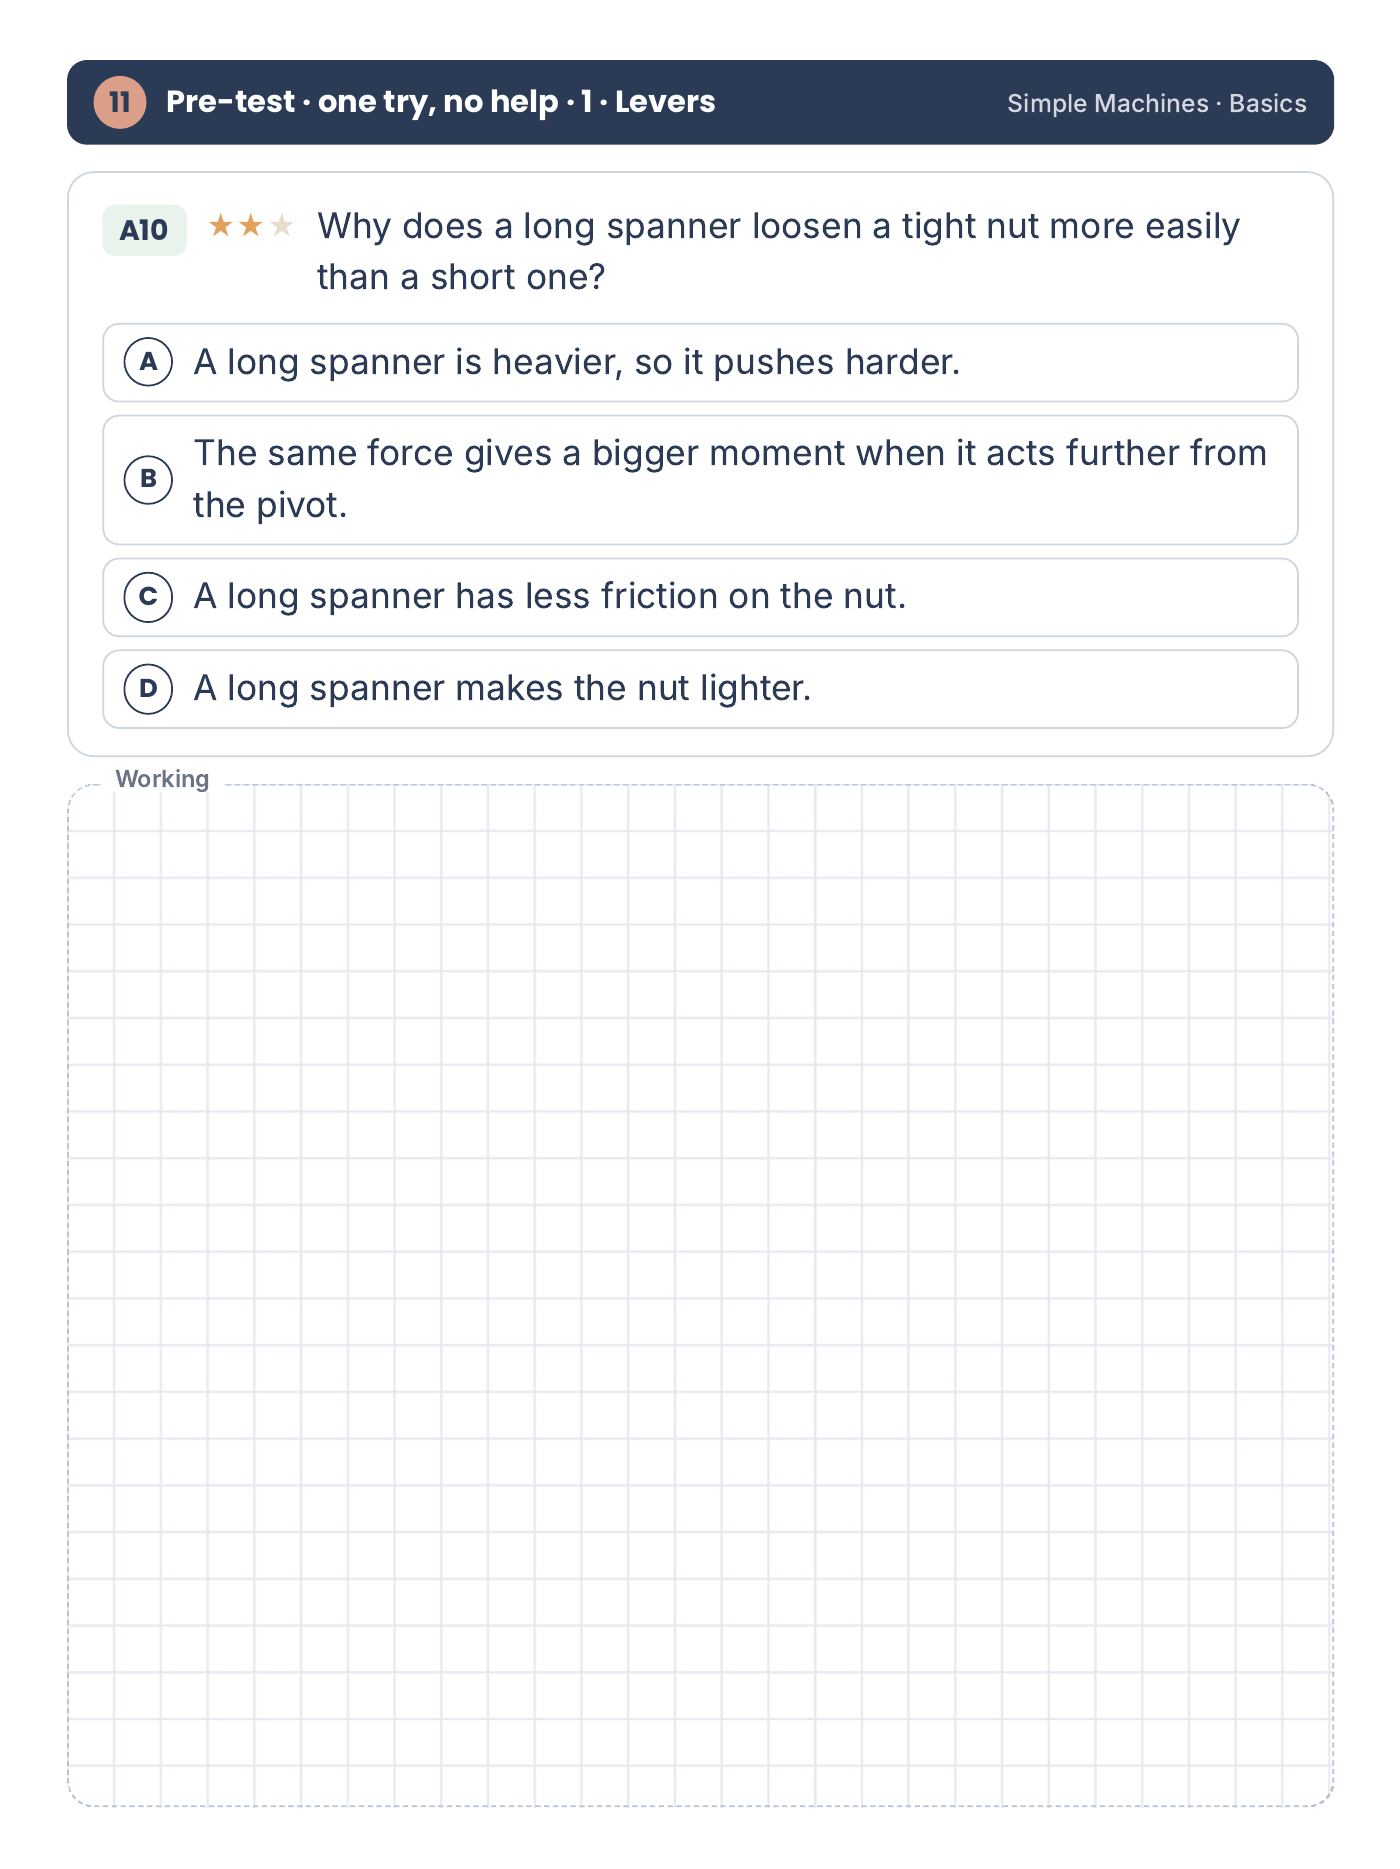 11 Pre-test · one try, no help · 1 · Levers Simple Machines · Basics
A10 ★★★ Why does a long spanner loosen a tight nut more easily
than a short one?
A A long spanner is heavier, so it pushes harder.
B The same force gives a bigger moment when it acts further from
the pivot.
C A long spanner has less friction on the nut.
D A long spanner makes the nut lighter.
Working